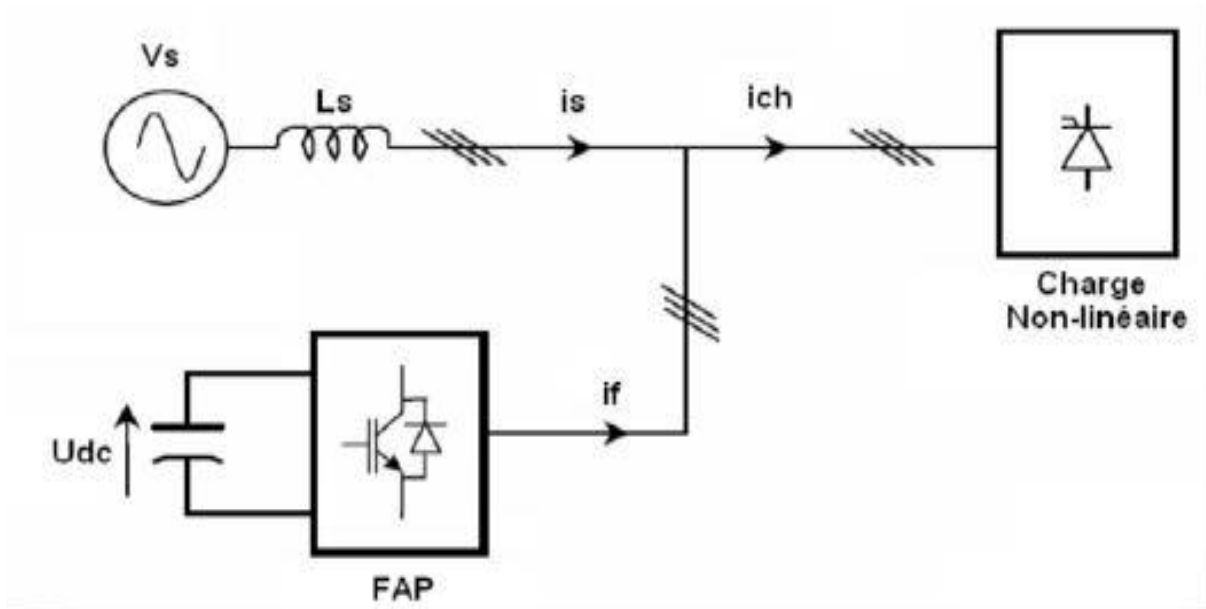 Vs
Ls
is
ich
Charge
Non-linéaire
if
Udc
FAP